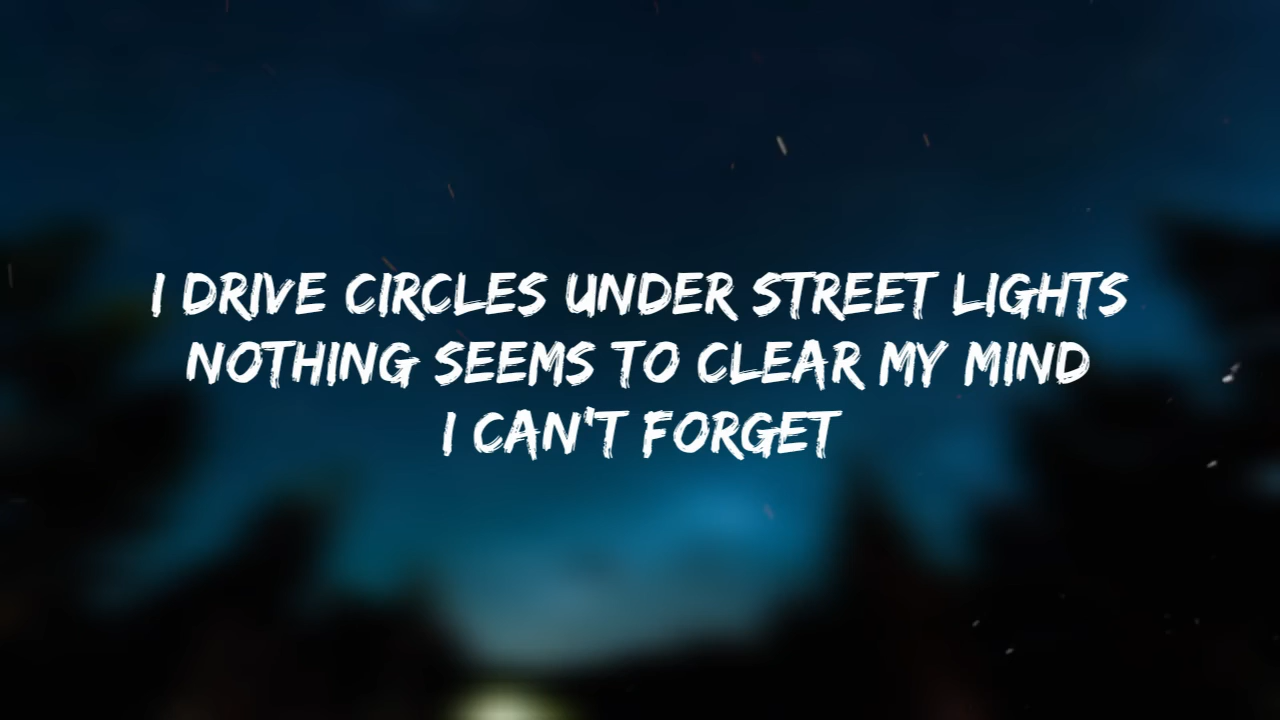 I DRIVE CIRCLES UNDER STREET LIGHTS
NOTHING SEEMS TO CLEAR MY MIND
I CAN'T FORGET